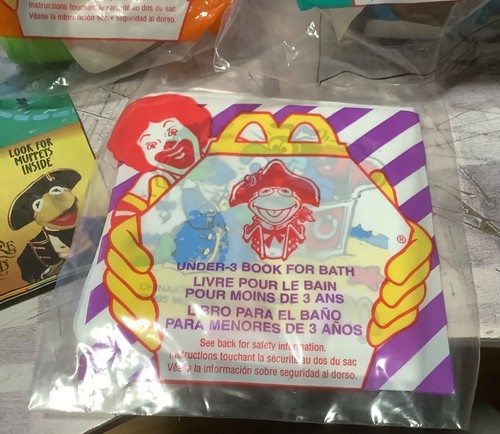 Instructions touchant la sécurité au dos du sac
Véase la información sobre seguridad al dorso.
LOOK FOR
MUPPETS
INSIDE
®
UNDER-3 BOOK FOR BATH
LIVRE POUR LE BAIN
POUR MOINS DE 3 ANS
LIBRO PARA EL BAÑO
PARA MENORES DE 3 AÑOS
See back for safety information.
Instructions touchant la sécurité au dos du sac
Véase la información sobre seguridad al dorso.